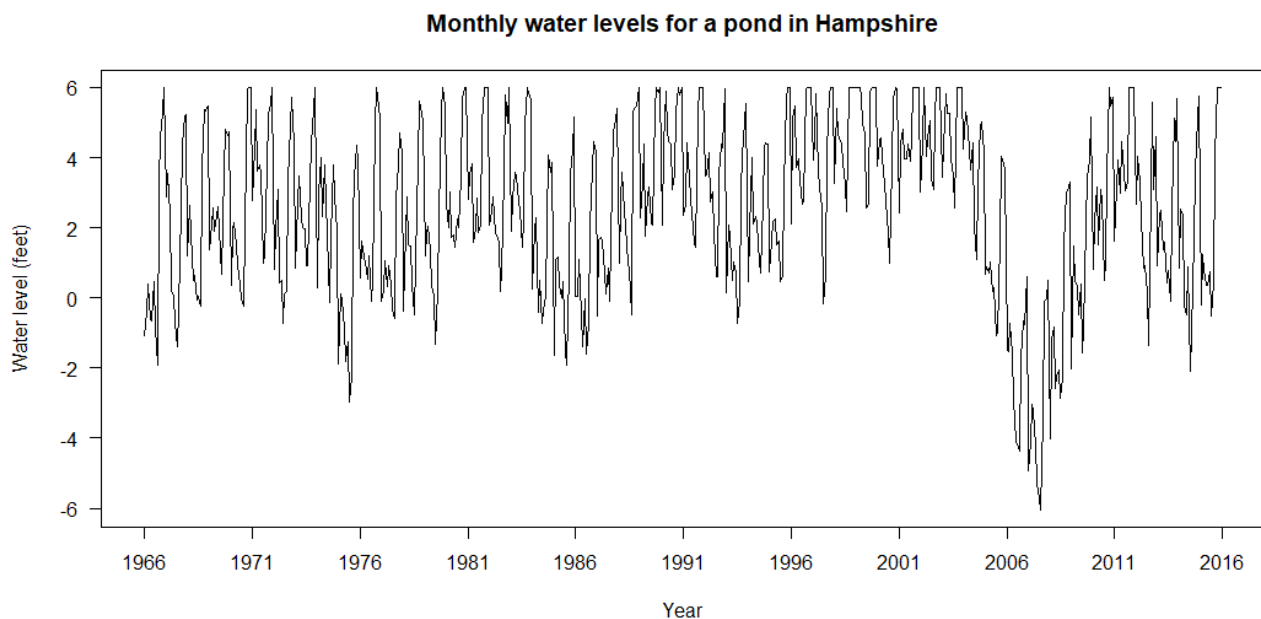 Monthly water levels for a pond in Hampshire
Water level (feet)
6
4
2
0
-2
-4
-6
1966 1971 1976 1981 1986 1991 1996 2001 2006 2011 2016
Year